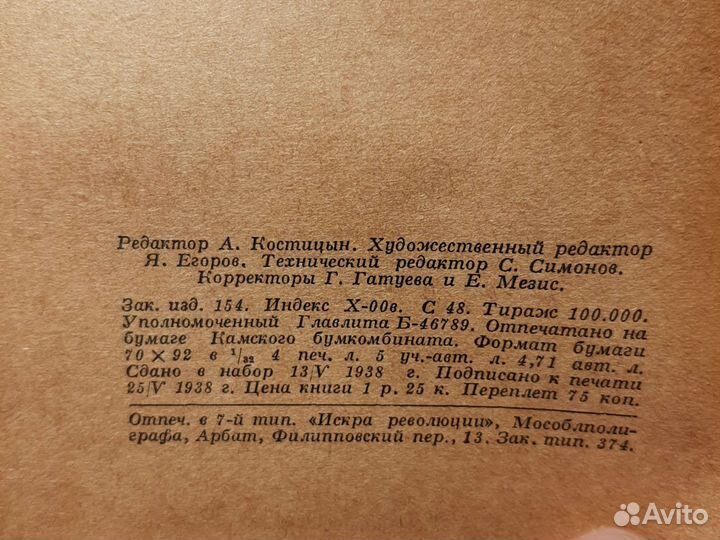 Редактор А. Костицын. Художественный редактор
Я. Егоров. Технический редактор С. Симонов.
Корректоры Г. Гатуева и Е. Мезис.
Зак. изд. 154. Индекс Х-00в. С 48. Тираж 100.000.
Уполномоченный Главлита Б-46789. Отпечатано на
бумаге Камского бумкомбината. Формат бумаги
70 × 92 в 1/32 4 печ. л. 5 уч.-авт. л. 4,71 авт. л.
Сдано в набор 13/V 1938 г. Подписано к печати
25/V 1938 г. Цена книги 1 р. 25 к. Переплет 75 коп.
Отпеч. в 7-й тип. «Искра революции», Мособлполи-
графа, Арбат, Филипповский пер., 13. Зак. тип. 374.
Avito